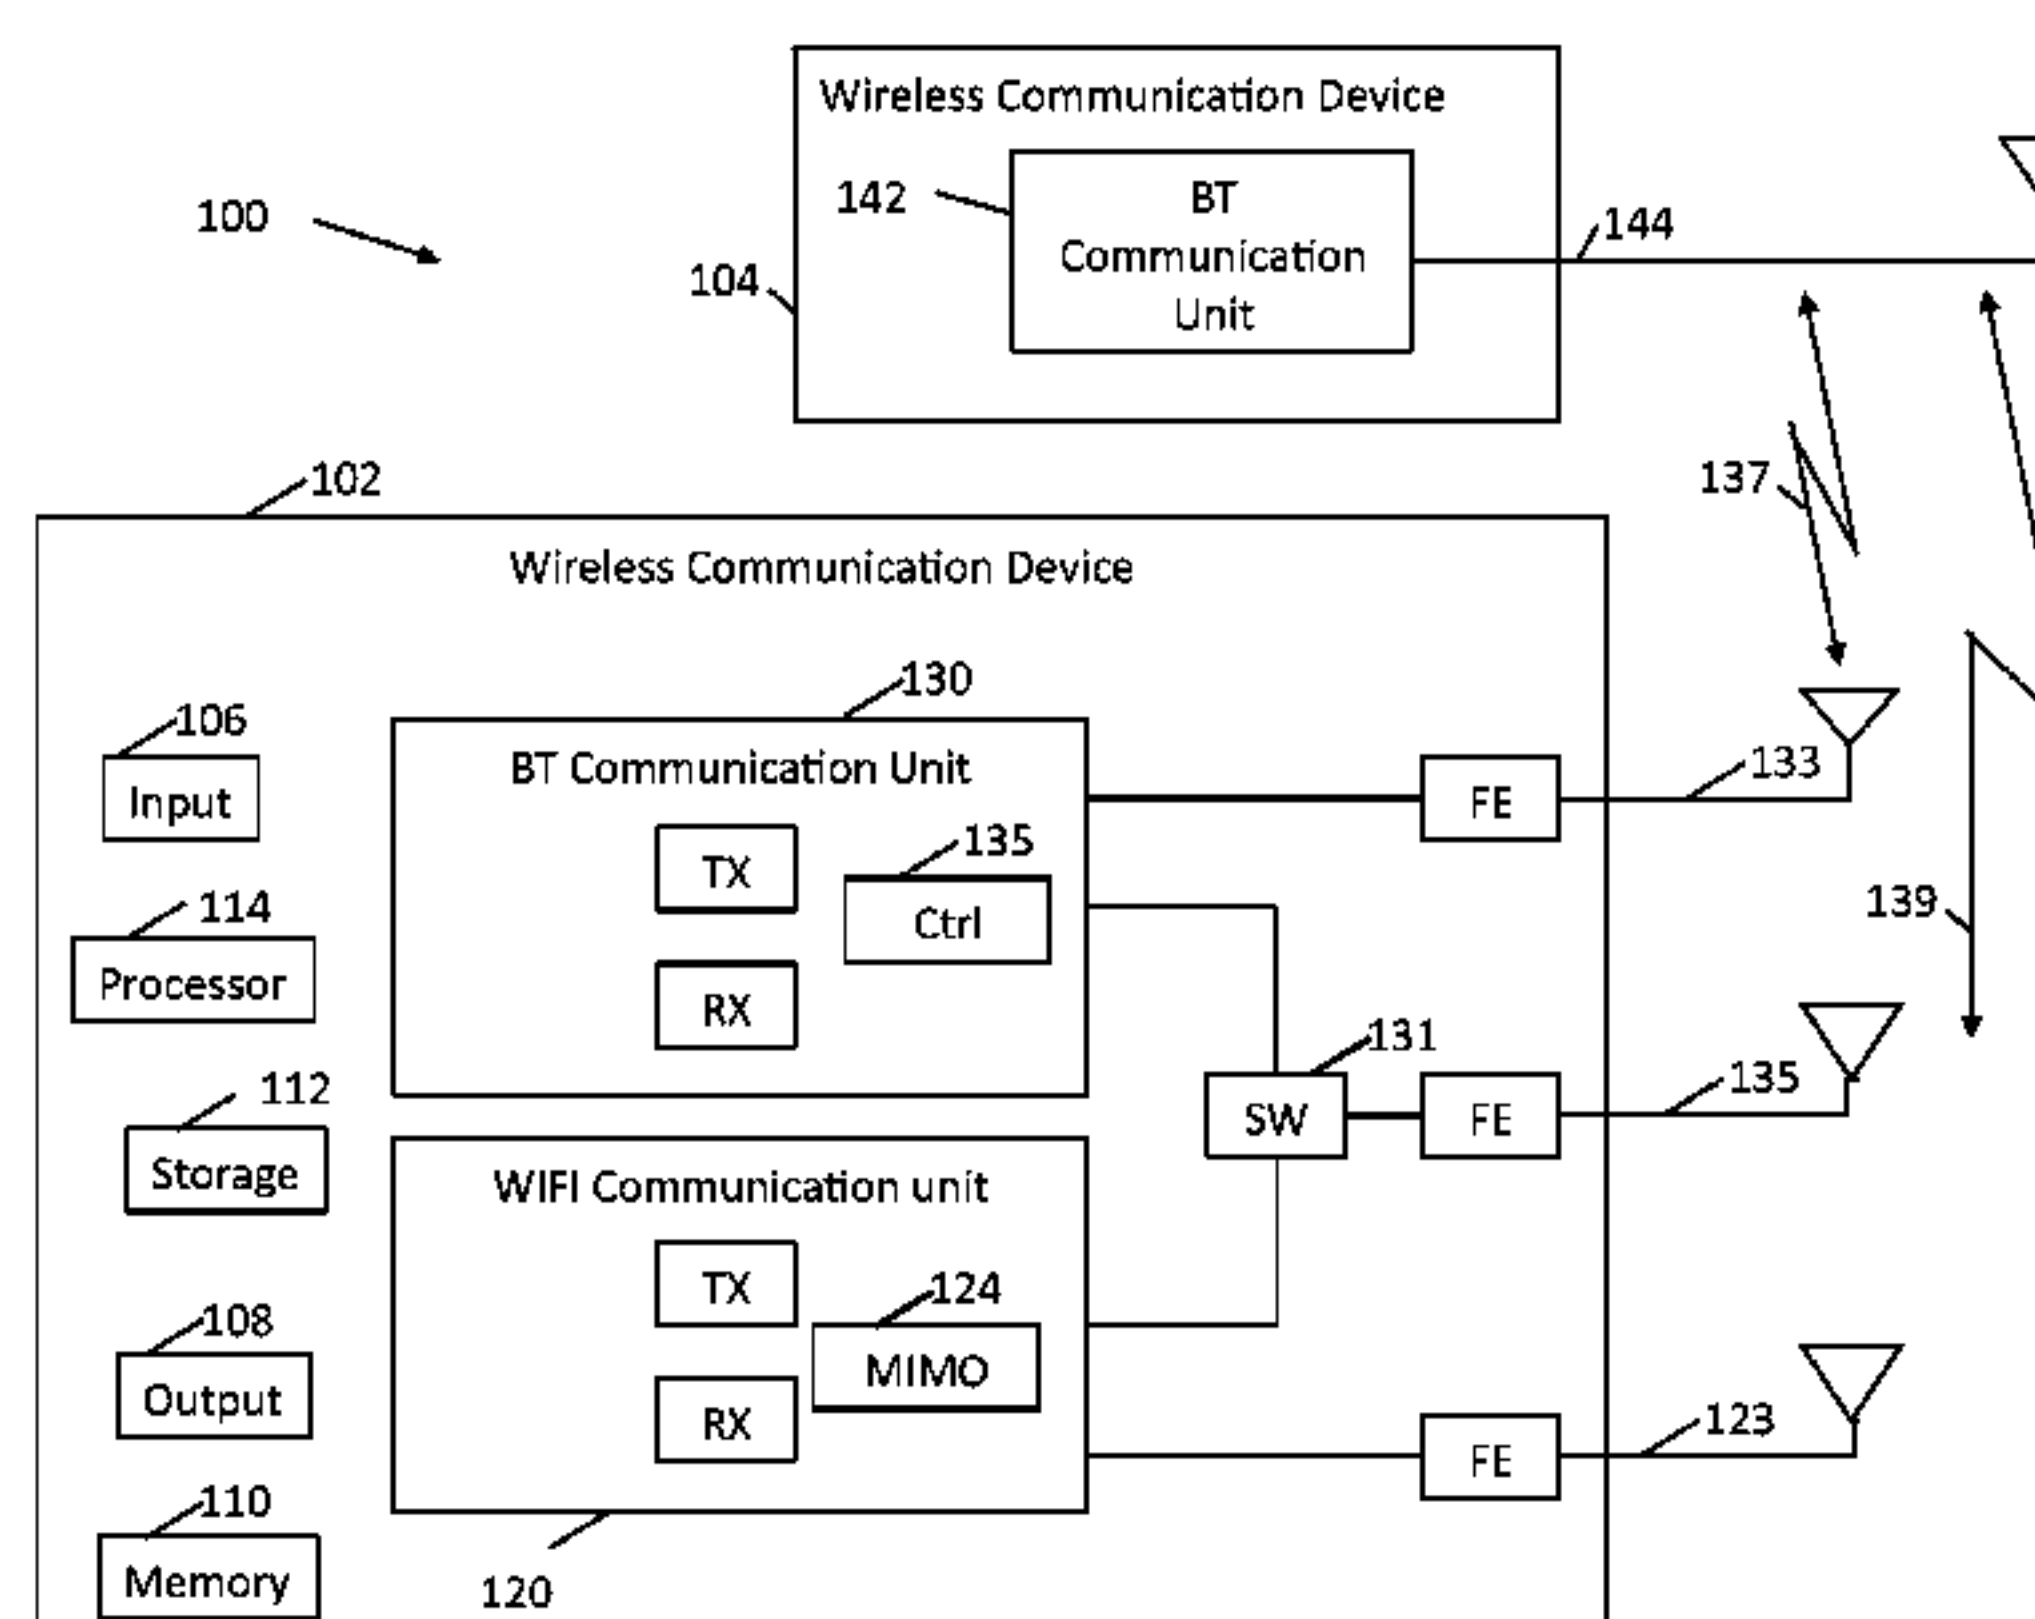 Wireless Communication Device
142
BT
Communication
Unit
100
144
104
137
102
Wireless Communication Device
130
106
Input
BT Communication Unit
TX
135
Ctrl
RX
FE
133
114
Processor
139
131
SW
FE
135
112
Storage
WIFI Communication unit
TX
124
MIMO
RX
108
Output
FE
123
110
Memory
120